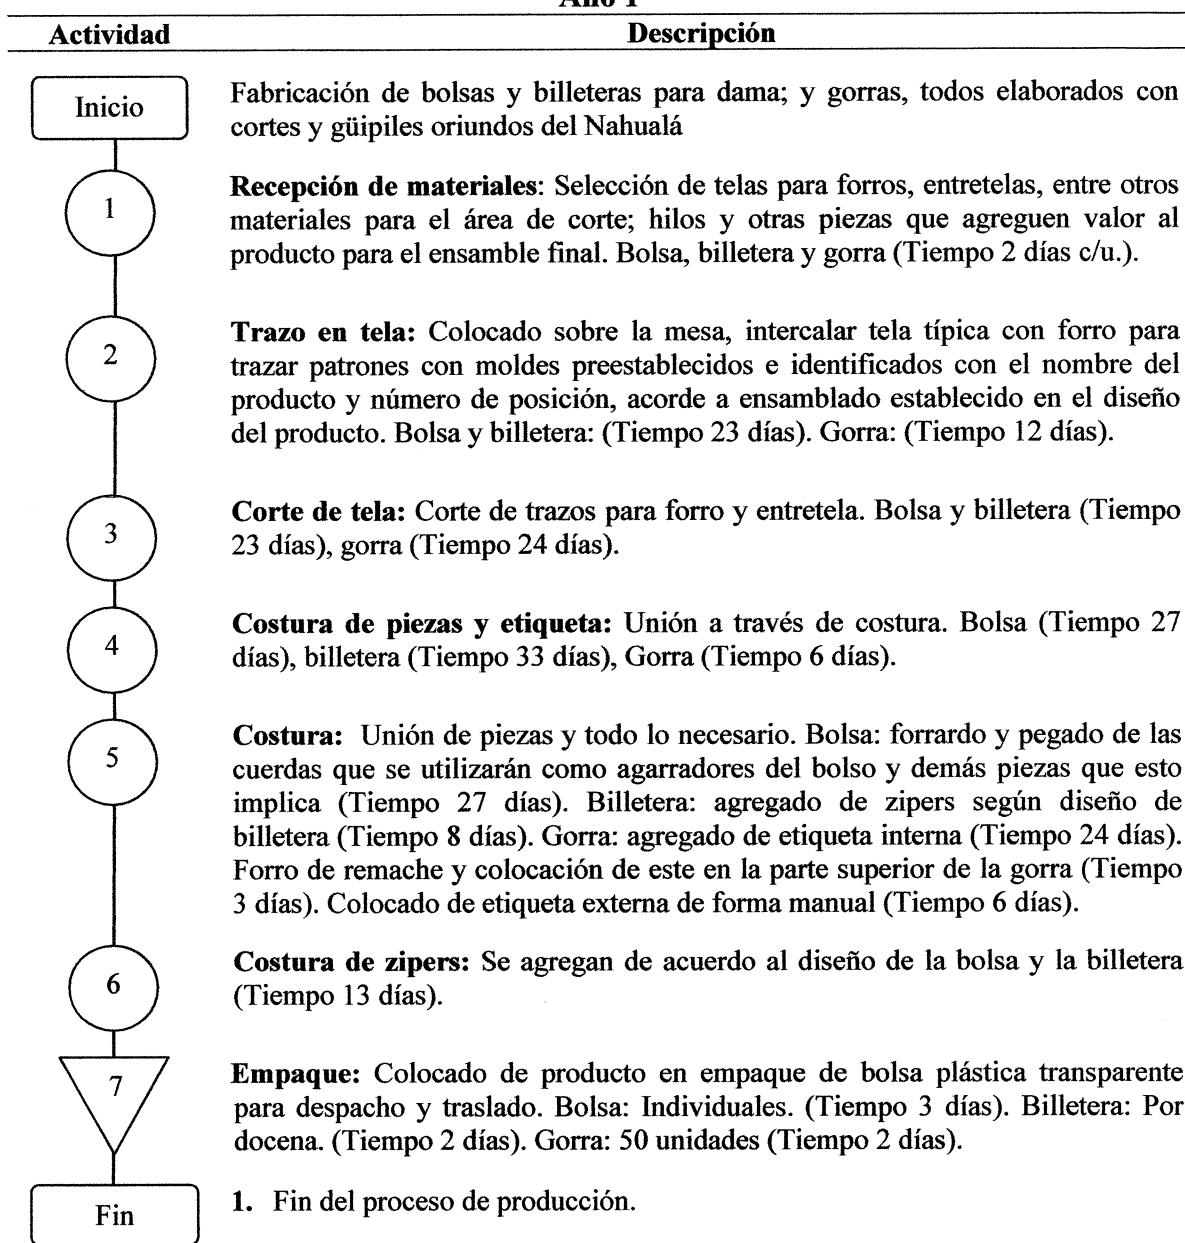 Año 1
Actividad Descripción
Inicio
Fabricación de bolsas y billeteras para dama; y gorras, todos elaborados con
cortes y güipiles oriundos del Nahualá
1
Recepción de materiales: Selección de telas para forros, entretelas, entre otros
materiales para el área de corte; hilos y otras piezas que agreguen valor al
producto para el ensamble final. Bolsa, billetera y gorra (Tiempo 2 días c/u.).
2
Trazo en tela: Colocado sobre la mesa, intercalar tela típica con forro para
trazar patrones con moldes preestablecidos e identificados con el nombre del
producto y número de posición, acorde a ensamblado establecido en el diseño
del producto. Bolsa y billetera: (Tiempo 23 días). Gorra: (Tiempo 12 días).
3
Corte de tela: Corte de trazos para forro y entretela. Bolsa y billetera (Tiempo
23 días), gorra (Tiempo 24 días).
4
Costura de piezas y etiqueta: Unión a través de costura. Bolsa (Tiempo 27
días), billetera (Tiempo 33 días), Gorra (Tiempo 6 días).
5
Costura: Unión de piezas y todo lo necesario. Bolsa: forrardo y pegado de las
cuerdas que se utilizarán como agarradores del bolso y demás piezas que esto
implica (Tiempo 27 días). Billetera: agregado de zipers según diseño de
billetera (Tiempo 8 días). Gorra: agregado de etiqueta interna (Tiempo 24 días).
Forro de remache y colocación de este en la parte superior de la gorra (Tiempo
3 días). Colocado de etiqueta externa de forma manual (Tiempo 6 días).
6
Costura de zipers: Se agregan de acuerdo al diseño de la bolsa y la billetera
(Tiempo 13 días).
7
Empaque: Colocado de producto en empaque de bolsa plástica transparente
para despacho y traslado. Bolsa: Individuales. (Tiempo 3 días). Billetera: Por
docena. (Tiempo 2 días). Gorra: 50 unidades (Tiempo 2 días).
Fin
1. Fin del proceso de producción.